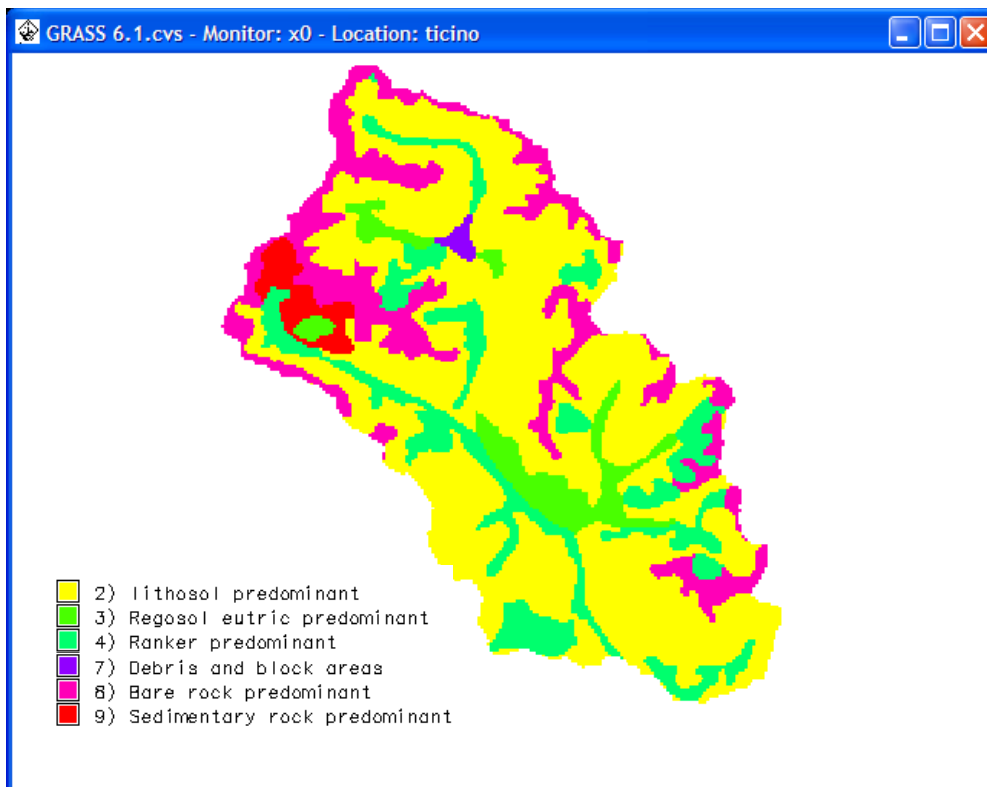 GRASS 6.1.cvs - Monitor: x0 - Location: ticino
2) lithosol predominant
3) Regosol eutric predominant
4) Ranker predominant
7) Debris and block areas
8) Bare rock predominant
9) Sedimentary rock predominant